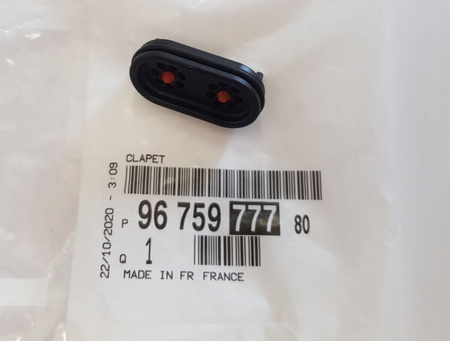 CLAPET
P 96 759 777 80
Q 1
MADE IN FR FRANCE
22/10/2020 - 3:09